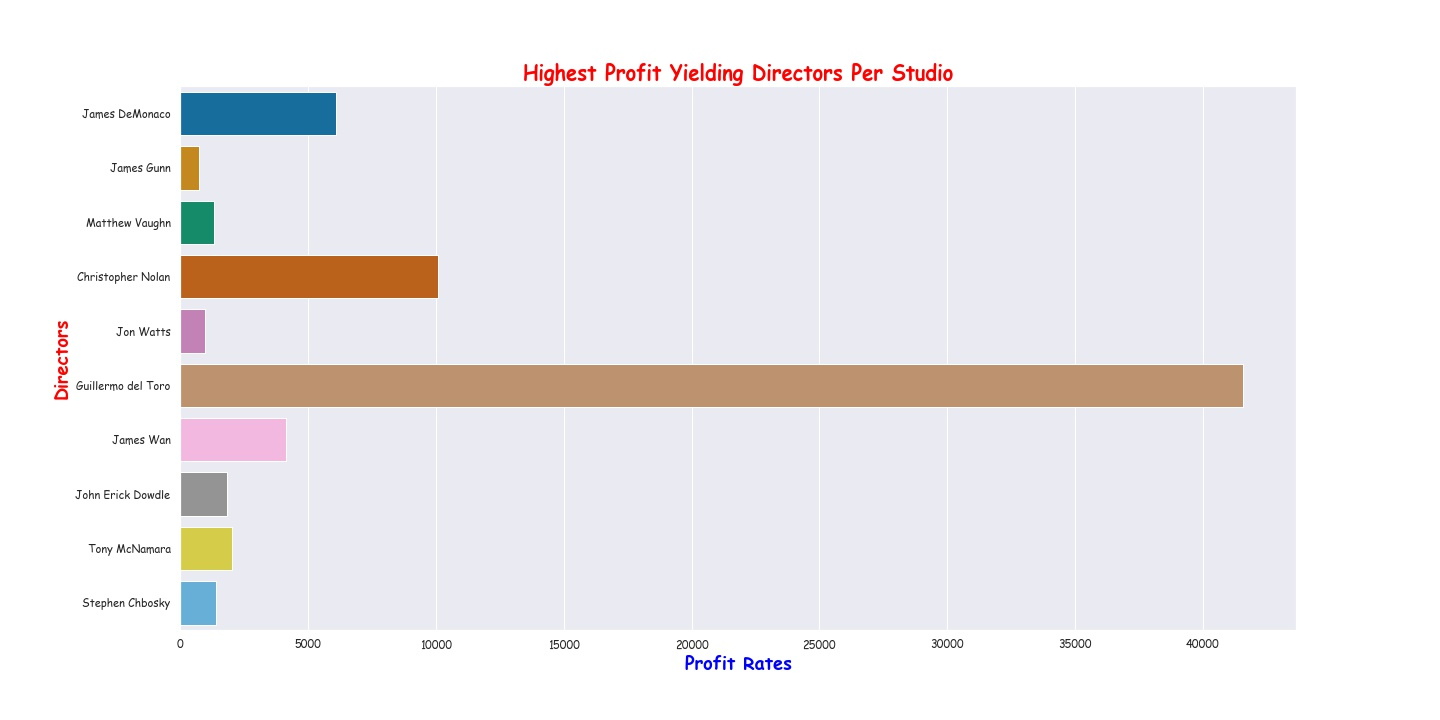 Highest Profit Yielding Directors Per Studio
Directors
James DeMonaco
James Gunn
Matthew Vaughn
Christopher Nolan
Jon Watts
Guillermo del Toro
James Wan
John Erick Dowdle
Tony McNamara
Stephen Chbosky
0 5000 10000 15000 20000 25000 30000 35000 40000
Profit Rates